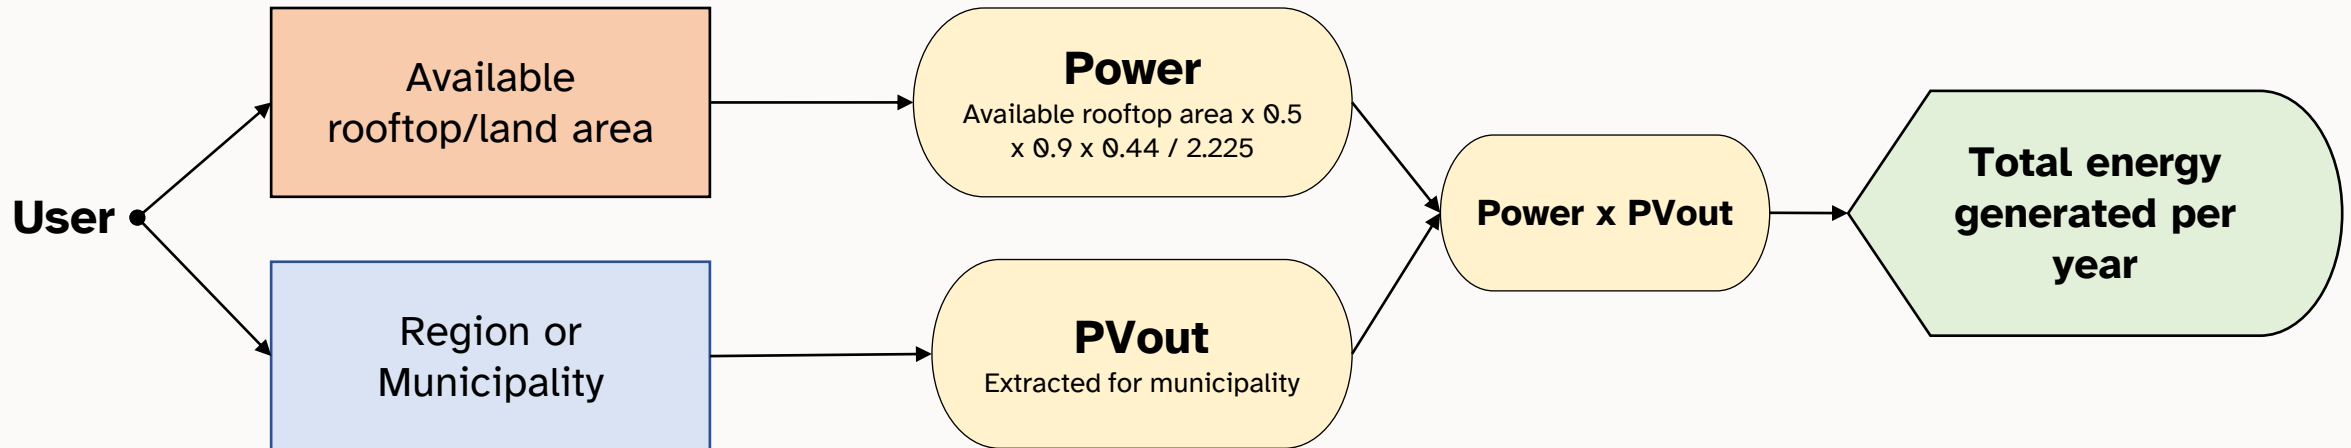 User
Available
rooftop/land area
Power
Available rooftop area x 0.5
x 0.9 x 0.44 / 2.225
Region or
Municipality
PVout
Extracted for municipality
Power x PVout
Total energy
generated per
year